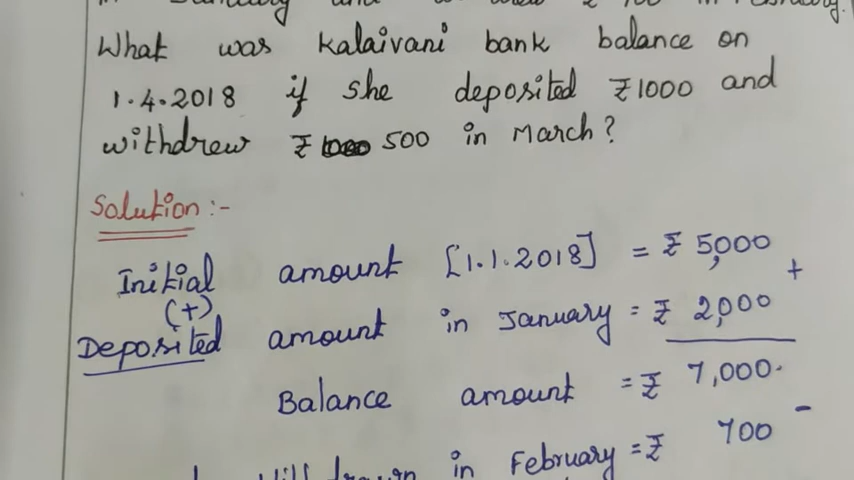 What was Kalaivani bank balance on
1.4.2018 if she deposited ₹1000 and
withdrew ₹ 500 in March?
Solution:-
Initial amount [1.1.2018] = ₹ 5,000
(+) +
Deposited amount in January = ₹ 2,000
Balance amount = ₹ 7,000.
in February = ₹ 700 -